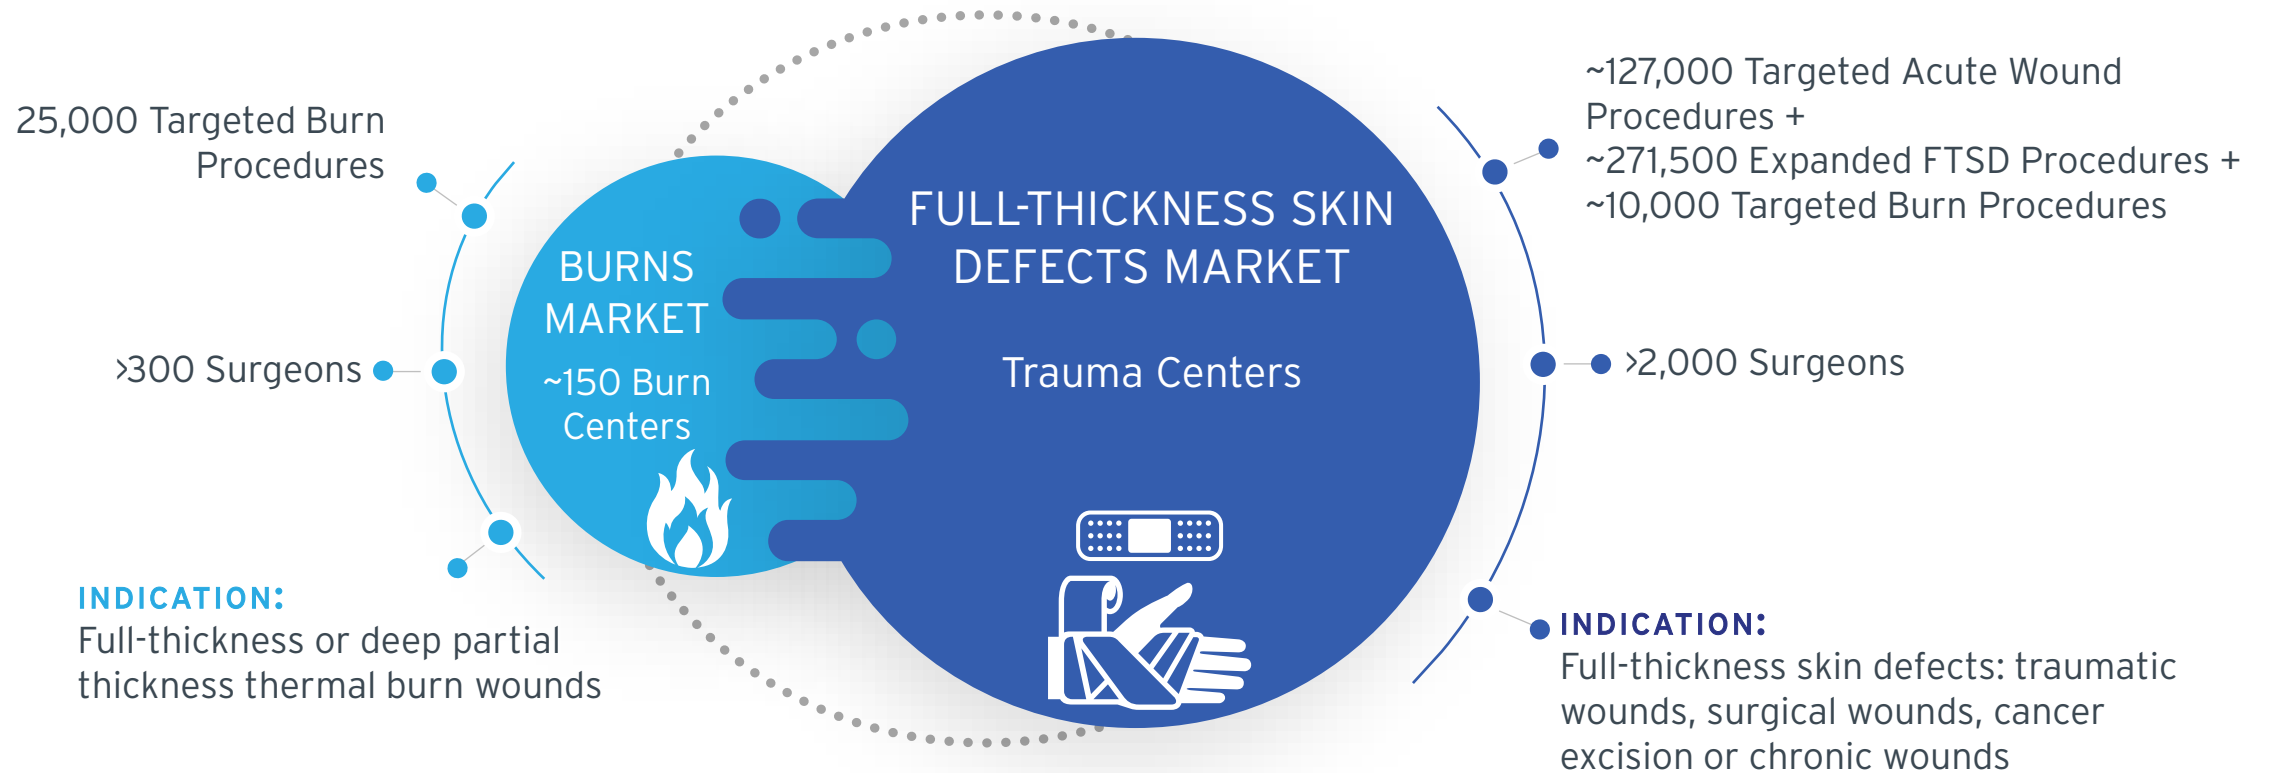 25,000 Targeted Burn
Procedures
>300 Surgeons
INDICATION:
Full-thickness or deep partial
thickness thermal burn wounds
BURNS
MARKET
~150 Burn
Centers
FULL-THICKNESS SKIN
DEFECTS MARKET
Trauma Centers
~127,000 Targeted Acute Wound
Procedures +
~271,500 Expanded FTSD Procedures +
~10,000 Targeted Burn Procedures
>2,000 Surgeons
INDICATION:
Full-thickness skin defects: traumatic
wounds, surgical wounds, cancer
excision or chronic wounds